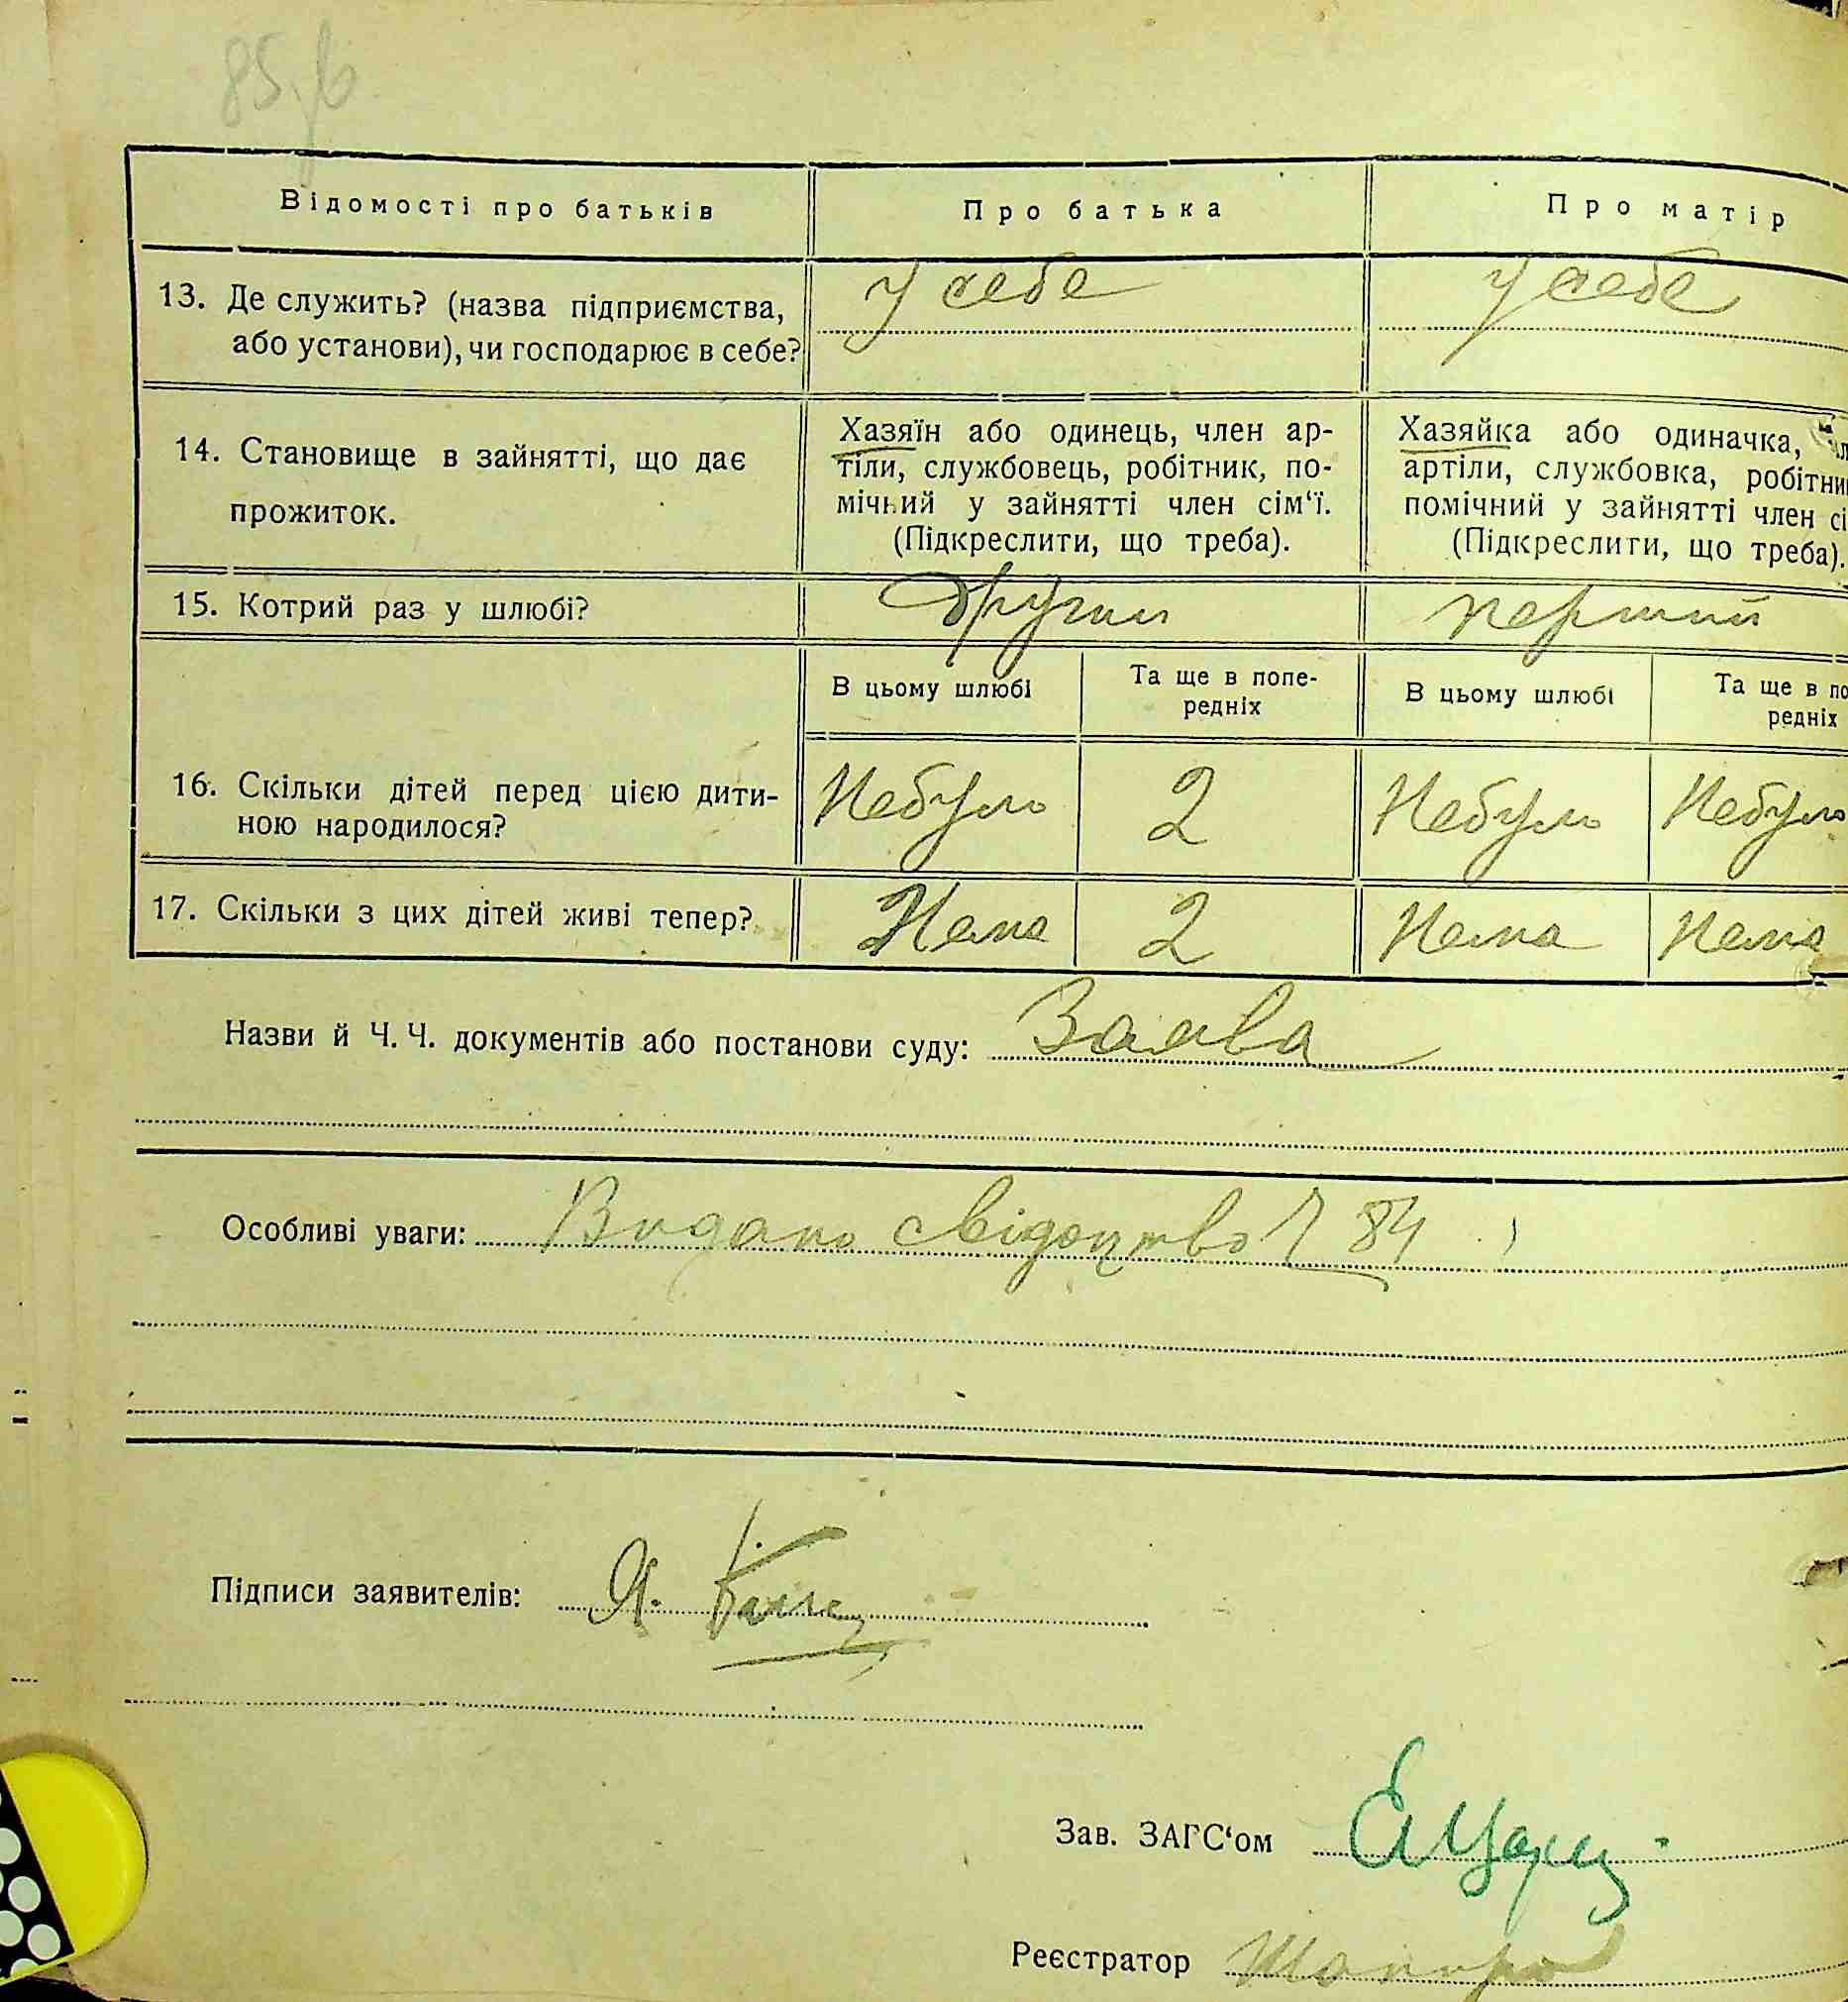 Відомості про батьків
Про батька
Про матір
13. Де служить? (назва підприємства,
або установи), чи господарює в себе?
у себе
у себе
14. Становище в зайнятті, що дає
прожиток.
Хазяїн або одинець, член ар-
тіли, службовець, робітник, по-
мічний у зайнятті член сім‘ї.
(Підкреслити, що треба).
Хазяйка або одиначка,
артіли, службовка, робітни
помічний у зайнятті член сі
(Підкреслити, що треба).
15. Котрий раз у шлюбі?
другий
перший
В цьому шлюбі
Та ще в попе-
редніх
В цьому шлюбі
Та ще в по
редніх
16. Скільки дітей перед цією дити-
ною народилося?
Небуло
2
Небуло
Небуло
17. Скільки з цих дітей живі тепер?
Нема
2
Нема
Нема
Назви й Ч. Ч. документів або постанови суду: Заява
Особливі уваги: Видано свідоцтво Ч 84
Підписи заявителів: Я.
Зав. ЗАГС‘ом
Реєстратор Шапиро